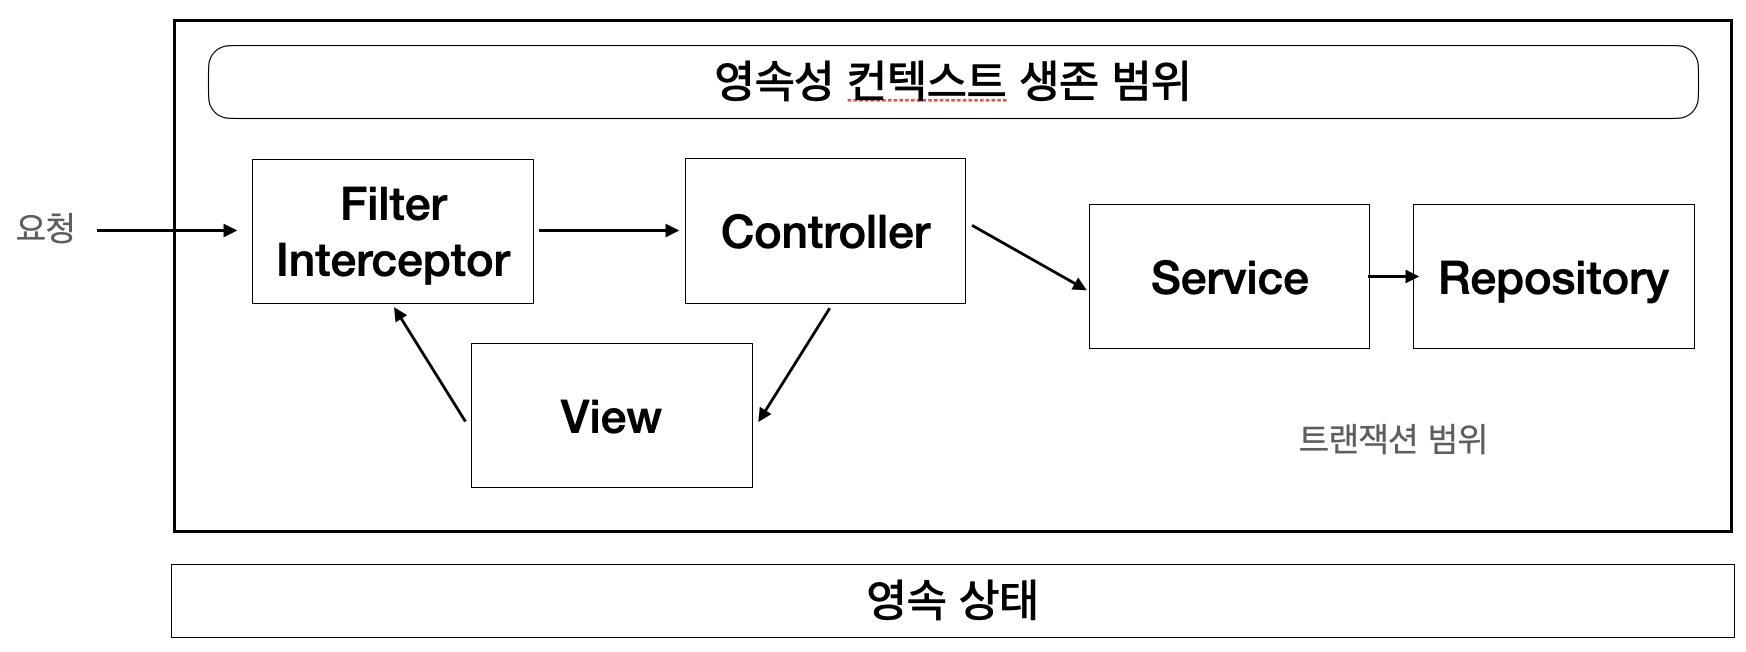 영속성 컨텍스트 생존 범위
요청
Filter
Interceptor
Controller
Service
Repository
View
트랜잭션 범위
영속 상태